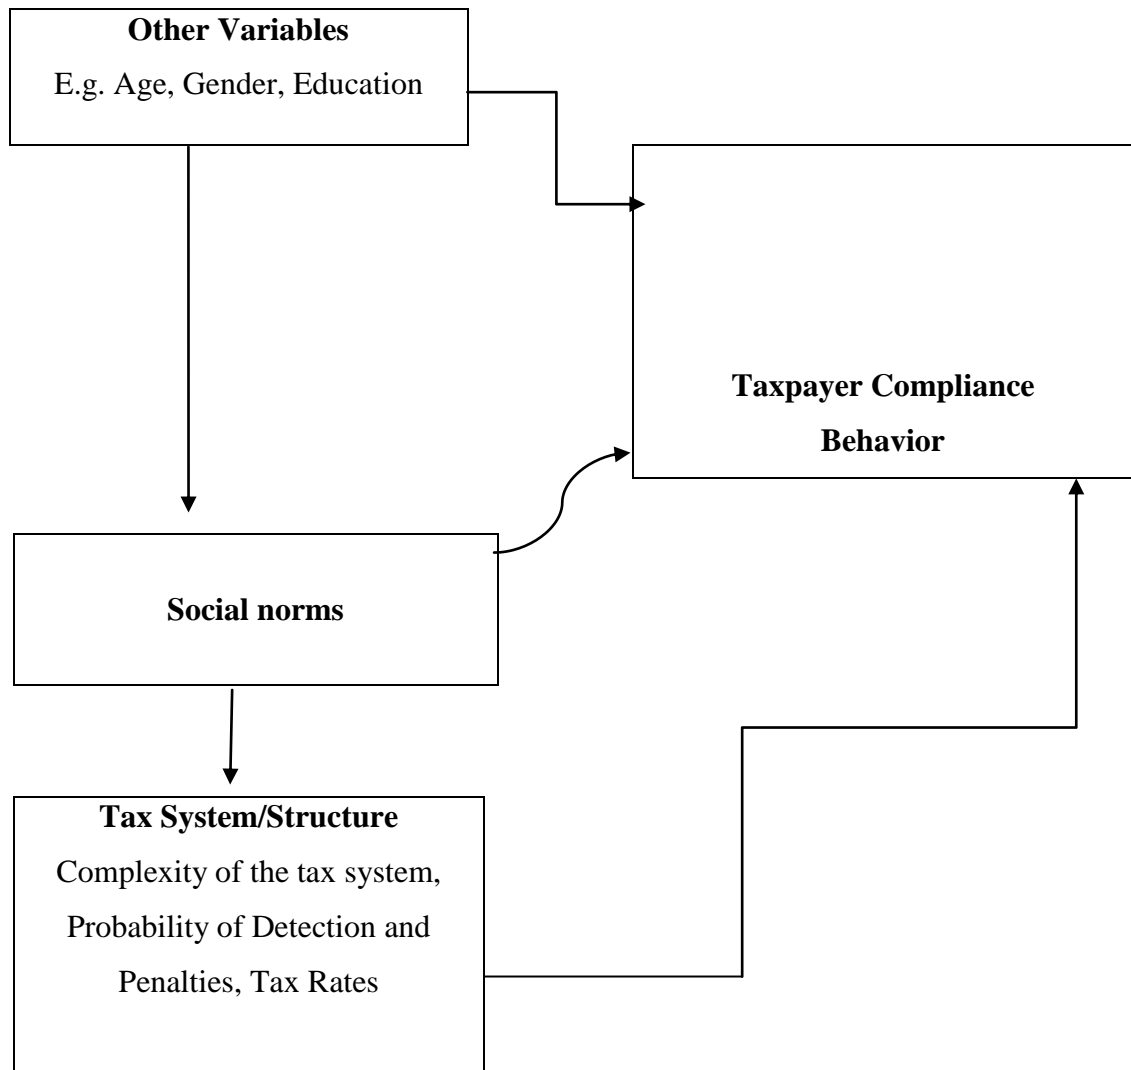 Other Variables
E.g. Age, Gender, Education
Taxpayer Compliance
Behavior
Social norms
Tax System/Structure
Complexity of the tax system,
Probability of Detection and
Penalties, Tax Rates